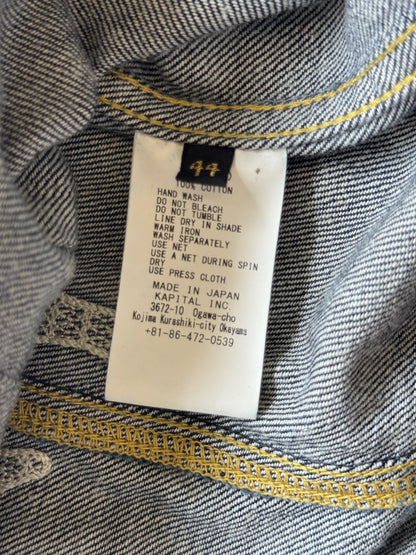 44
100% COTTON
HAND WASH
DO NOT BLEACH
DO NOT TUMBLE
LINE DRY IN SHADE
WARM IRON
WASH SEPARATELY
USE NET
USE A NET DURING SPIN
DRY
USE PRESS CLOTH
MADE IN JAPAN
KAPITAL INC.
3672-10 Ogawa-cho
Kojima Kurashiki-city Okayama
+81-86-472-0539